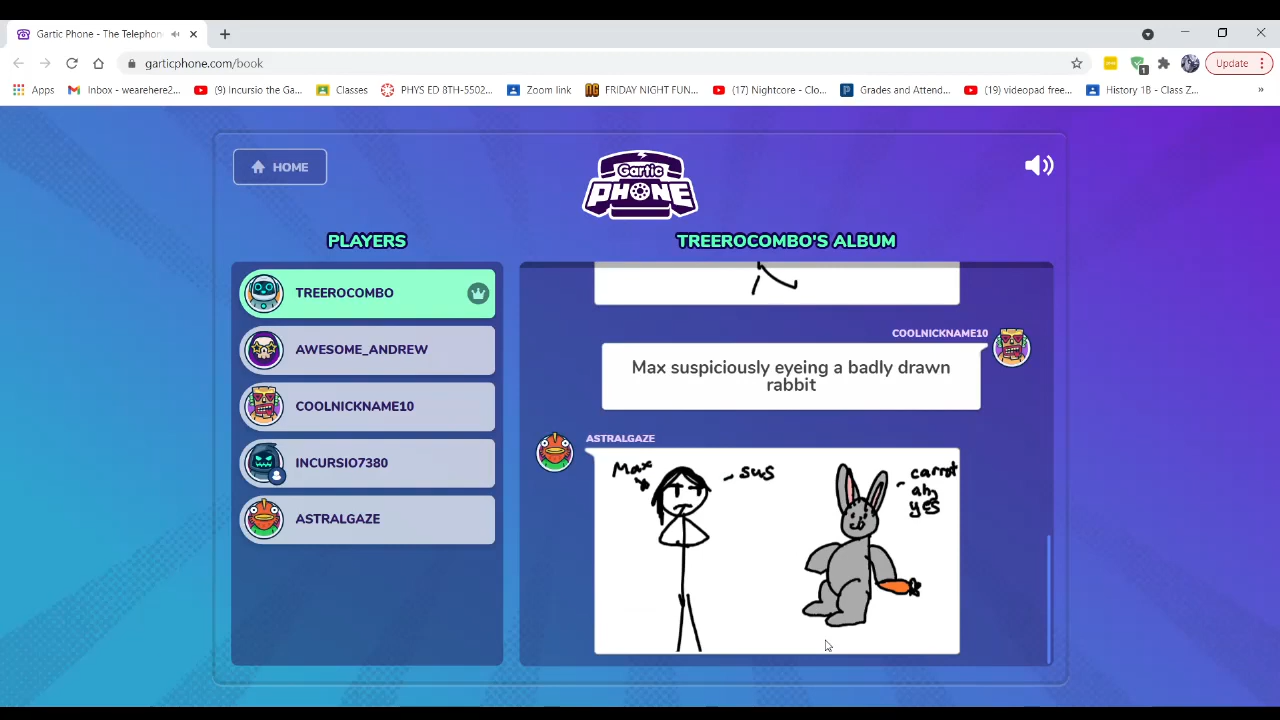 Gartic Phone - The Telephon
garticphone.com/book
Update
Apps
Inbox - wearehere2...
(9) Incursio the Ga...
Classes
PHYS ED 8TH-5502...
Zoom link
FRIDAY NIGHT FUN...
(17) Nightcore - Clo...
Grades and Attend...
(19) videopad free...
History 1B - Class Z...
»
HOME
Gartic
PHONE
PLAYERS
TREEROCOMBO'S ALBUM
TREEROCOMBO
AWESOME_ANDREW
COOLNICKNAME10
INCURSIO7380
ASTRALGAZE
COOLNICKNAME10
Max suspiciously eyeing a badly drawn
rabbit
ASTRALGAZE
Max
- sus
- carrot
ah,
yes